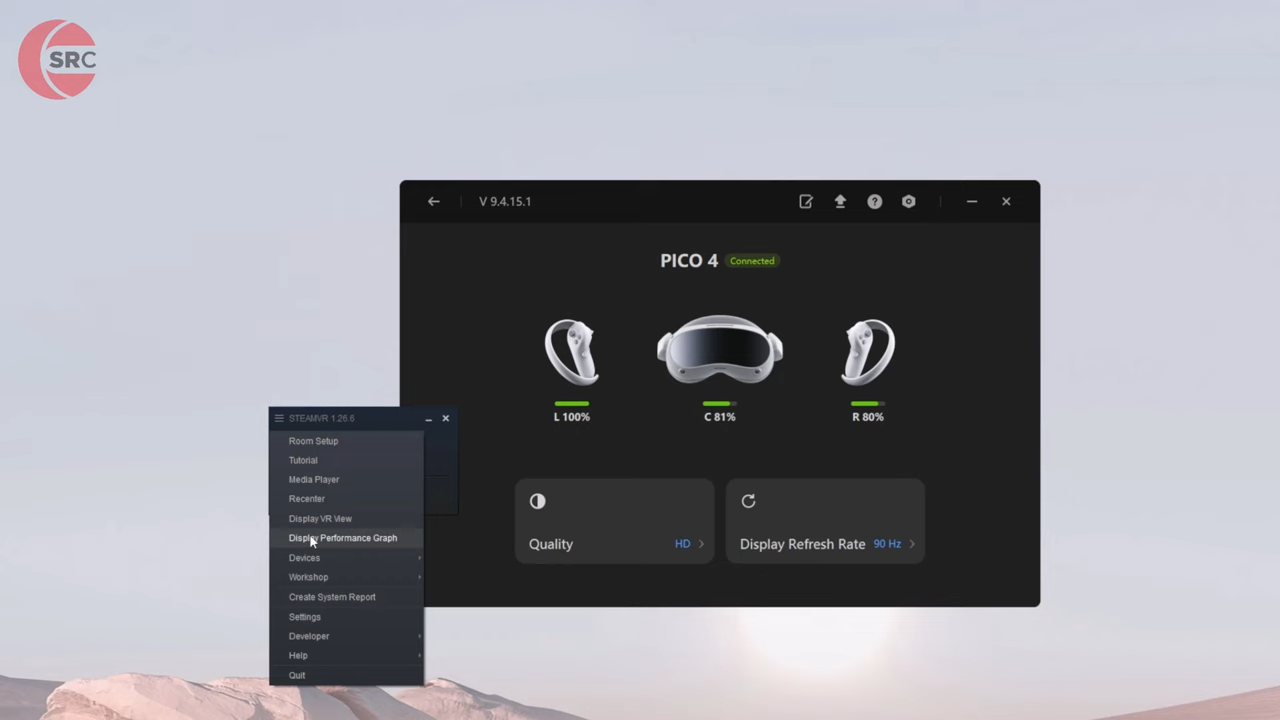 SRC
V 9.4.15.1
PICO 4 Connected
L 100%
C 81%
R 80%
Quality HD
Display Refresh Rate 90 Hz
STEAMVR 1.26.6
Room Setup
Tutorial
Media Player
Recenter
Display VR View
Display Performance Graph
Devices
Workshop
Create System Report
Settings
Developer
Help
Quit